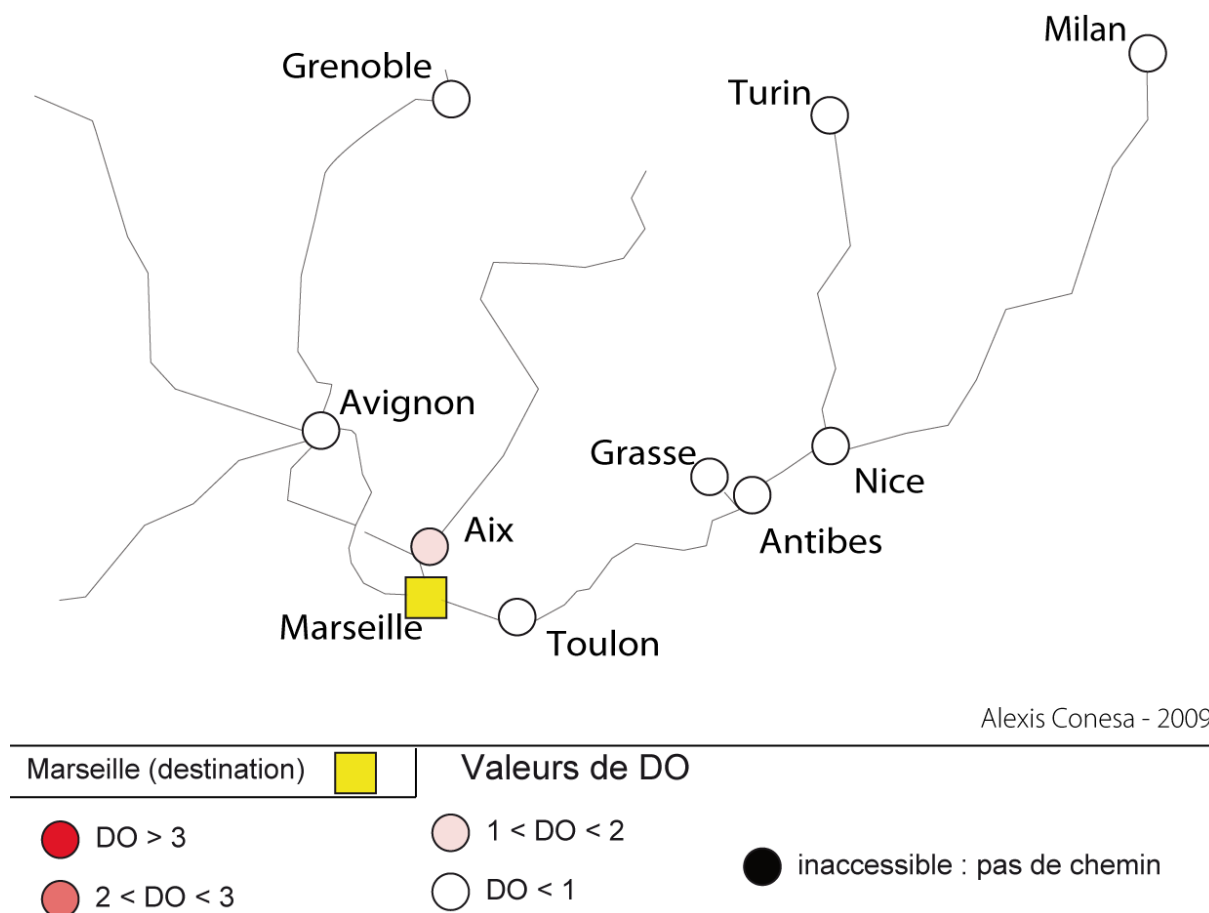 Milan
Grenoble
Turin
Avignon
Grasse
Nice
Aix
Antibes
Marseille
Toulon
Alexis Conesa - 2009
Marseille (destination)
Valeurs de DO
DO > 3
1 < DO < 2
inaccessible : pas de chemin
2 < DO < 3
DO < 1